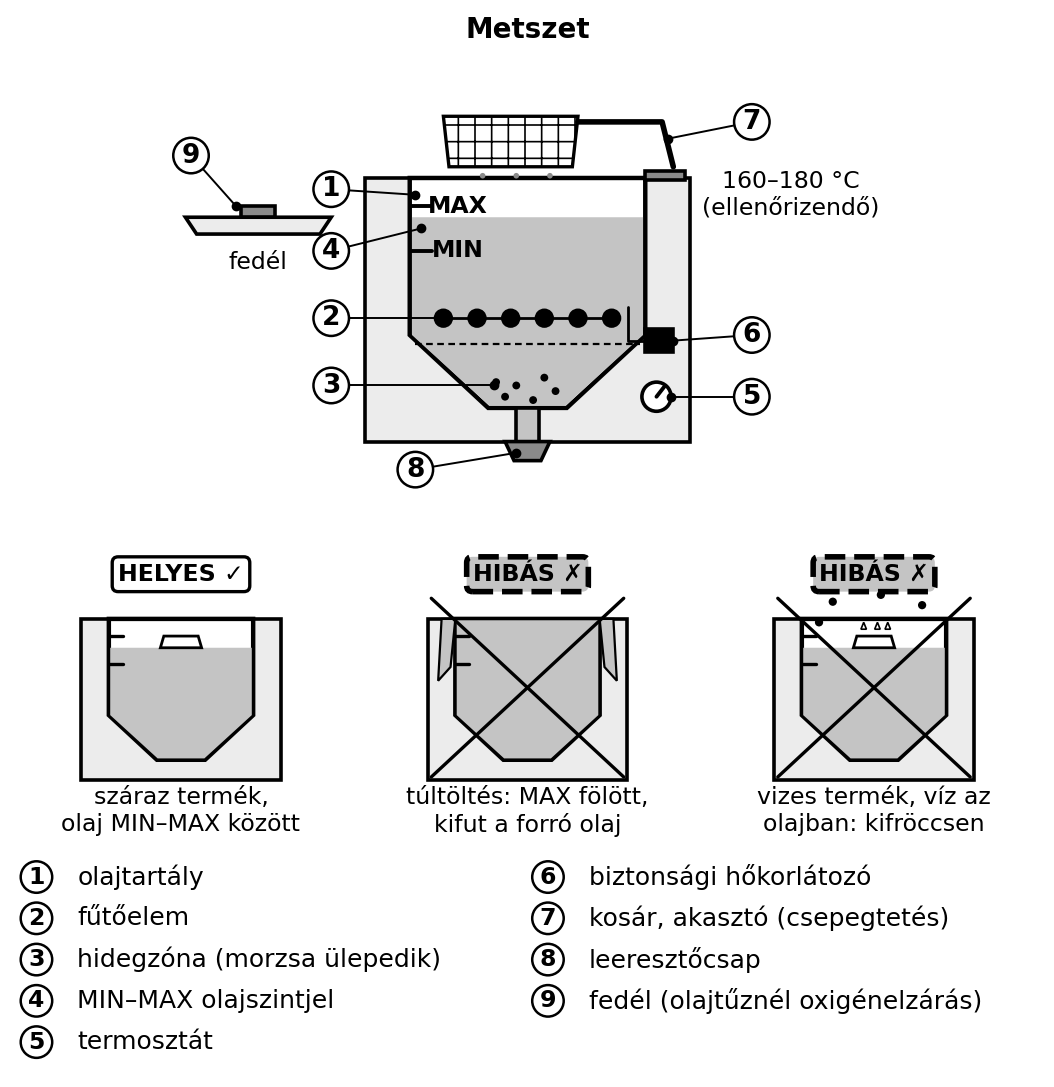 Metszet
7
9
160–180 °C
(ellenőrizendő)
1
MAX
4
MIN
fedél
2
6
3
5
8
HELYES ✓
HIBÁS ✗
HIBÁS ✗
száraz termék,
olaj MIN–MAX között
túltöltés: MAX fölött,
kifut a forró olaj
vizes termék, víz az
olajban: kifröccsen
1 olajtartály
2 fűtőelem
3 hidegzóna (morzsa ülepedik)
4 MIN–MAX olajszintjel
5 termosztát
6 biztonsági hőkorlátozó
7 kosár, akasztó (csepegtetés)
8 leeresztőcsap
9 fedél (olajtűznél oxigénelzárás)